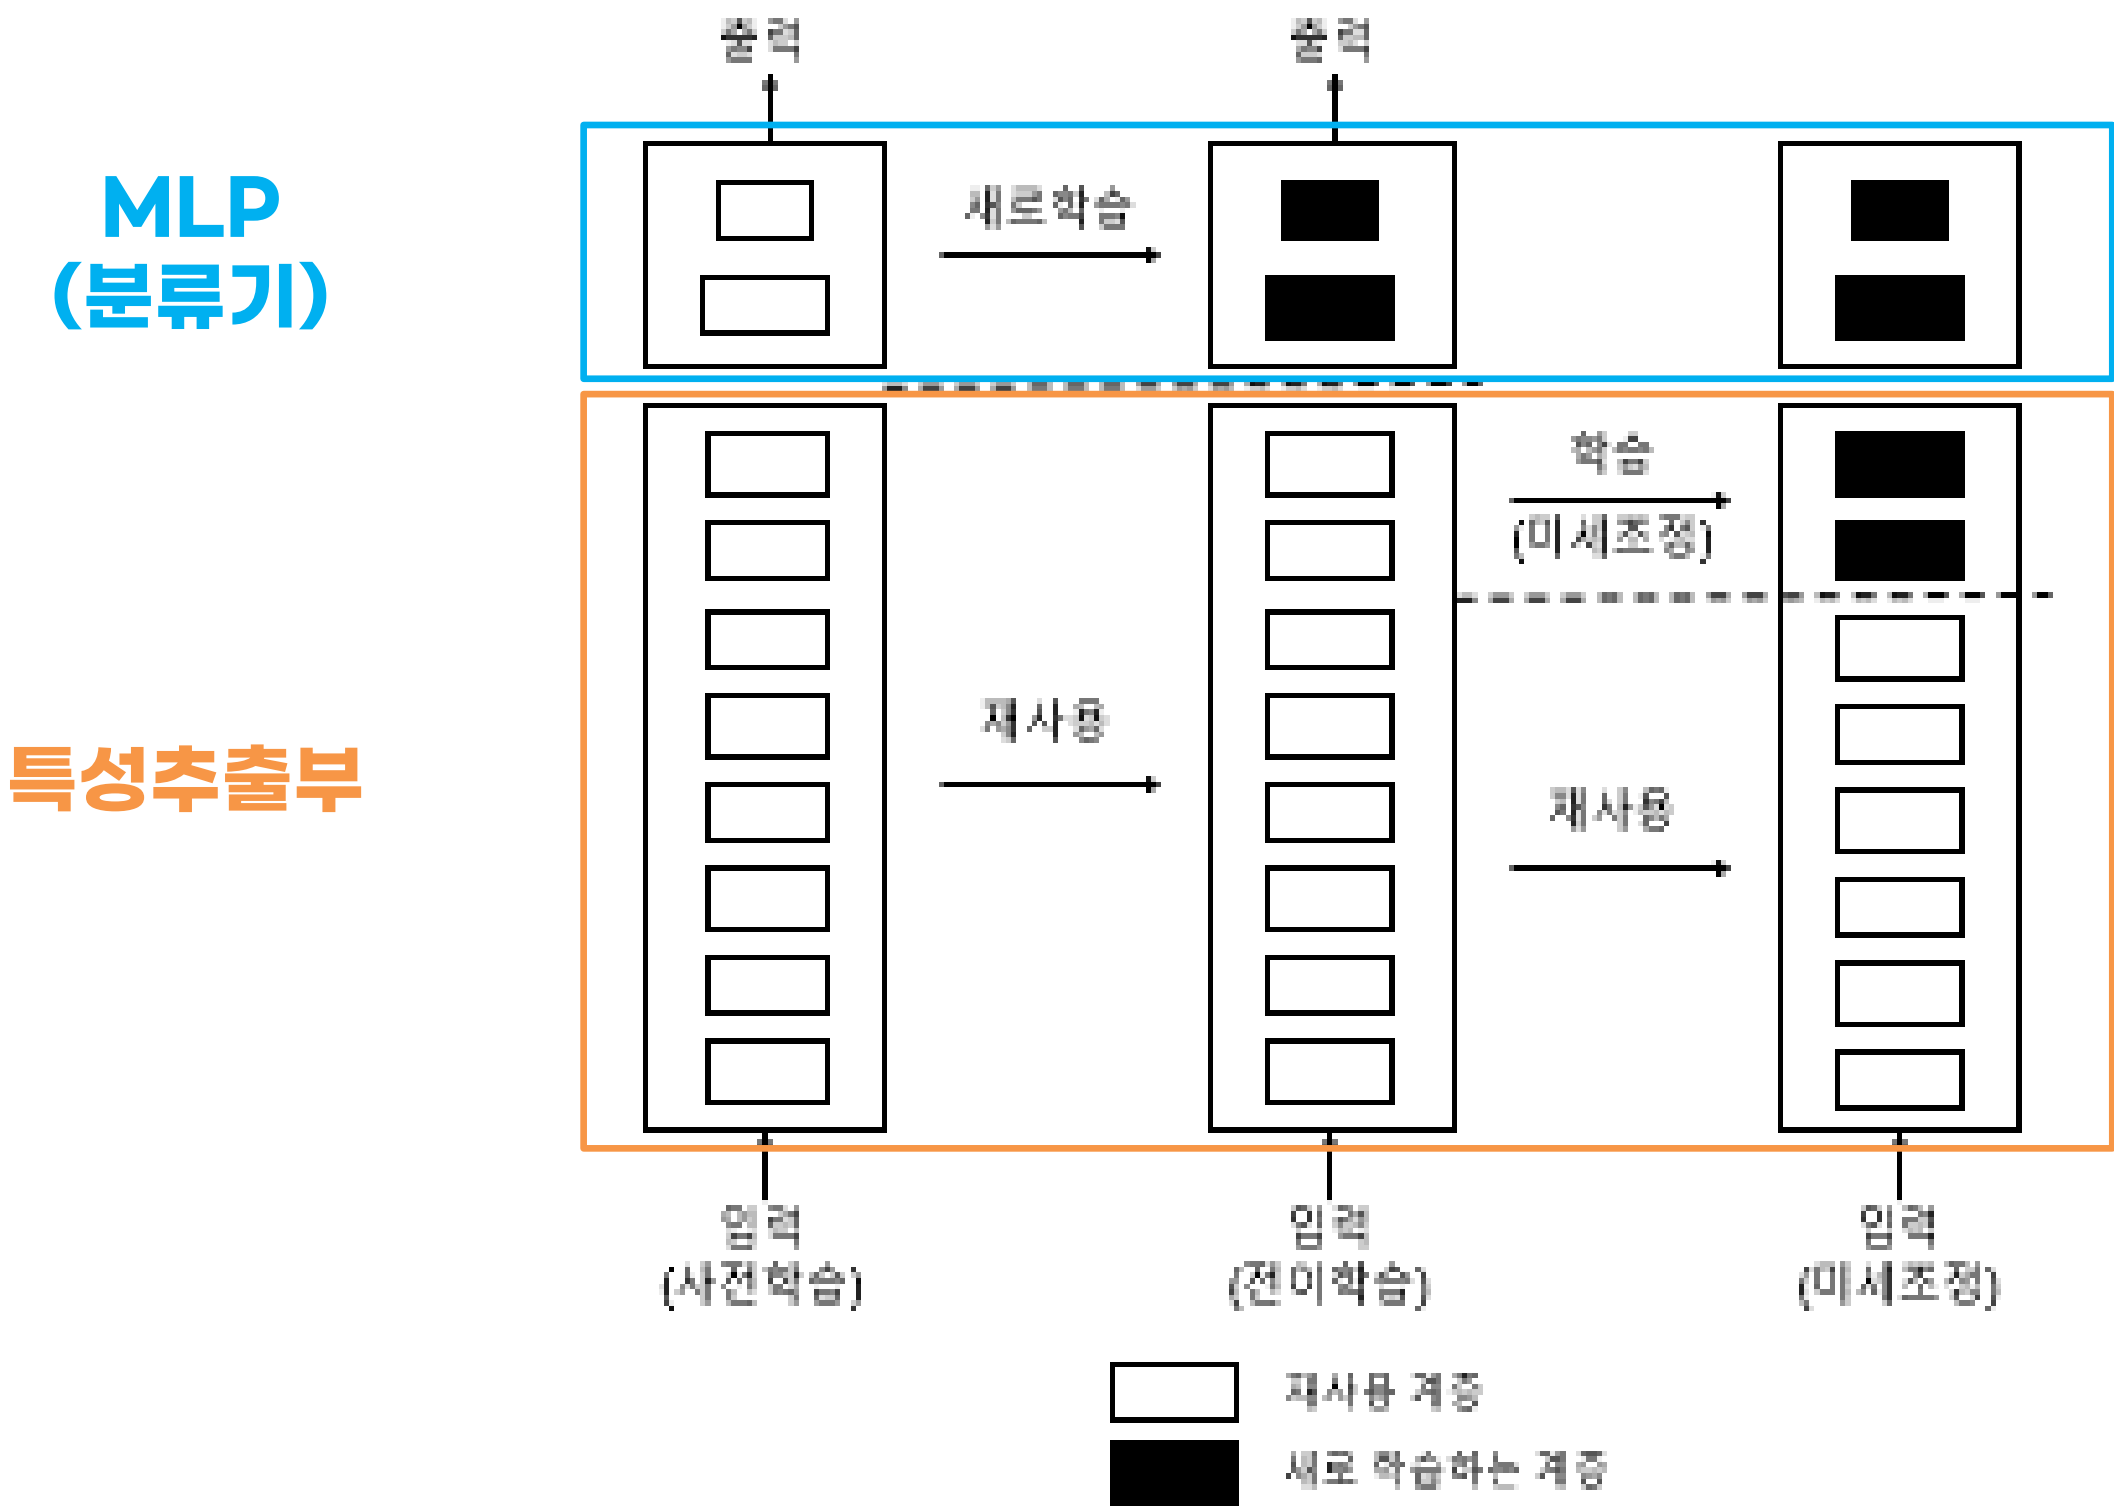 출력
출력
MLP
(분류기)
새로학습
학습
(미세조정)
특성추출부
재사용
재사용
입력
(사전학습)
입력
(전이학습)
입력
(미세조정)
재사용 계층
새로 학습하는 계층